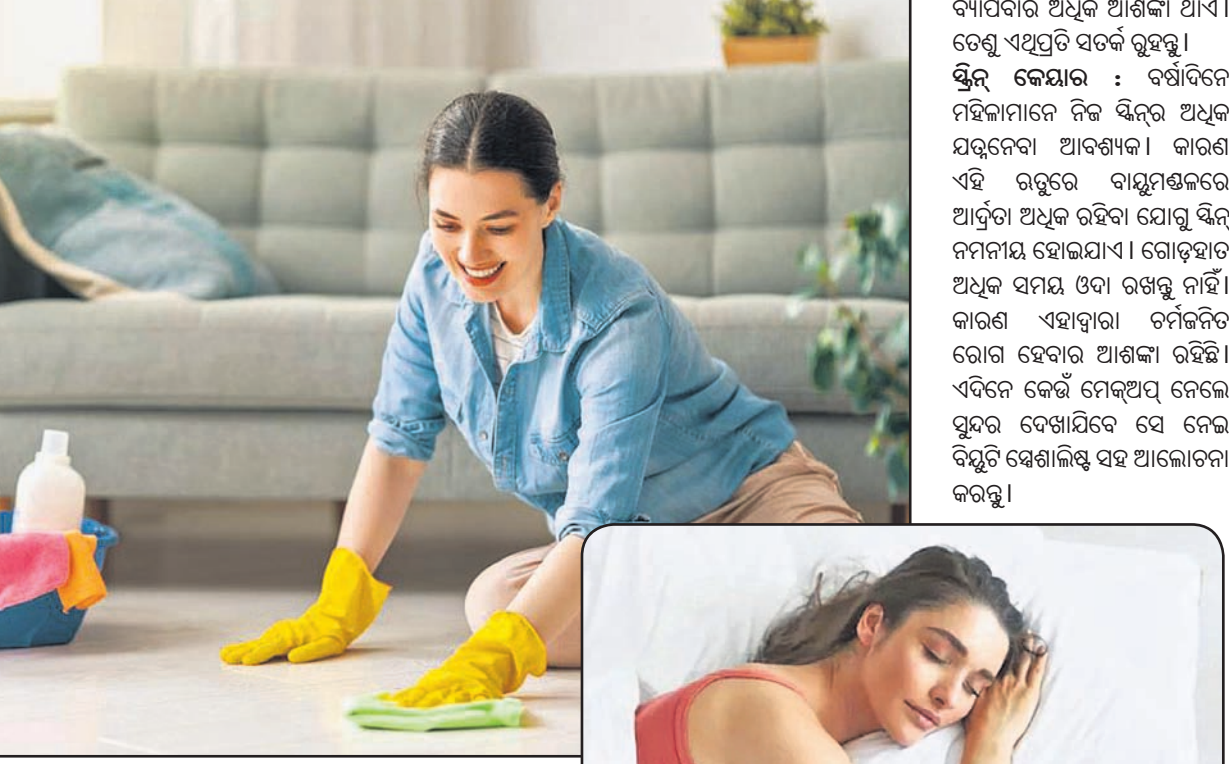 ବ୍ୟାପିବାର ଅଧିକ ଆଶଙ୍କା ଥାଏ।
ତେଣୁ ଏଥିପ୍ରତି ସତର୍କ ରୁହନ୍ତୁ।
ସ୍କିନ୍ କେୟାର : ବର୍ଷାଦିନେ
ମହିଳାମାନେ ନିଜ ସ୍କିନ୍‌ର ଅଧିକ
ଯତ୍ନନେବା ଆବଶ୍ୟକ। କାରଣ
ଏହି ଋତୁରେ ବାୟୁମଣ୍ଡଳରେ
ଆର୍ଦ୍ରତା ଅଧିକ ରହିବା ଯୋଗୁ ସ୍କିନ୍
ନମନୀୟ ହୋଇଯାଏ। ଗୋଡ଼ହାତ
ଅଧିକ ସମୟ ଓଦା ରଖନ୍ତୁ ନାହିଁ।
କାରଣ ଏହାଦ୍ୱାରା ଚର୍ମଜନିତ
ରୋଗ ହେବାର ଆଶଙ୍କା ରହିଛି।
ଏଦିନେ କେଉଁ ମେକ୍‌ଅପ୍ ନେଲେ
ସୁନ୍ଦର ଦେଖାଯିବେ ସେ ନେଇ
ବିୟୁଟି ସ୍ପେଶାଲିଷ୍ଟ ସହ ଆଲୋଚନା
କରନ୍ତୁ।